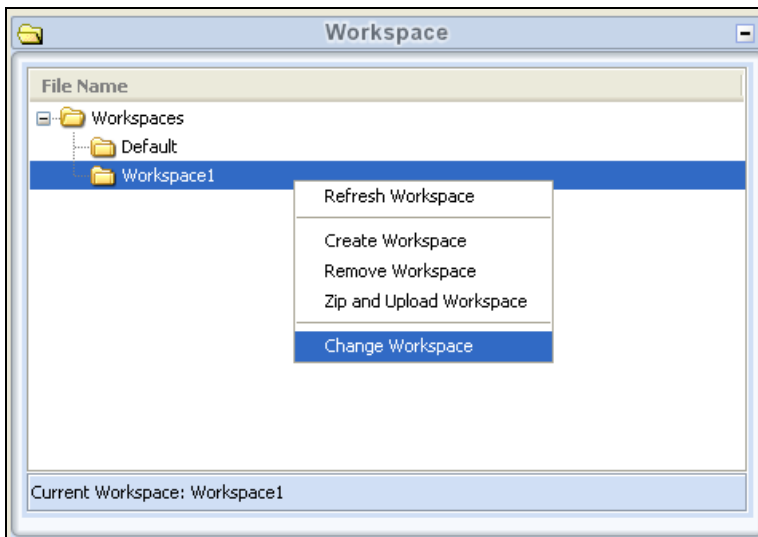 Workspace
File Name
Workspaces
Default
Workspace1
Refresh Workspace
Create Workspace
Remove Workspace
Zip and Upload Workspace
Change Workspace
Current Workspace: Workspace1